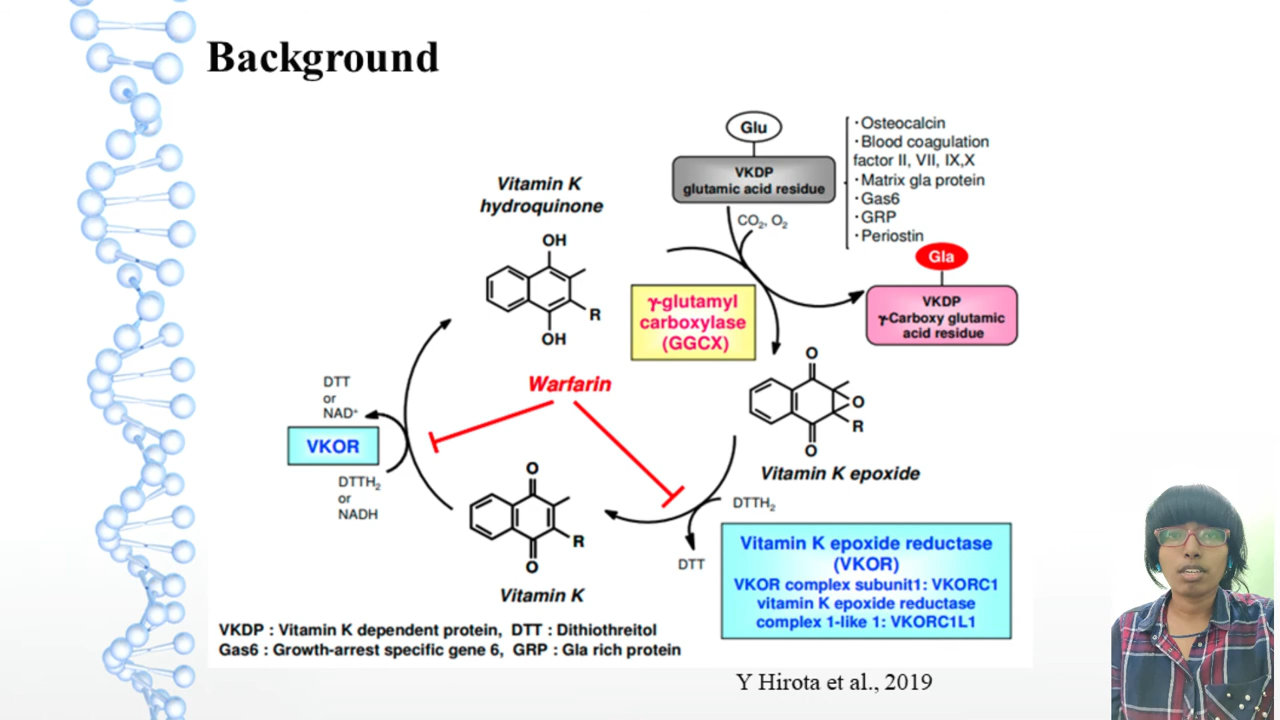 Background
Glu
VKDP
glutamic acid residue
·Osteocalcin
·Blood coagulation
factor II, VII, IX,X
·Matrix gla protein
·Gas6
·GRP
·Periostin
Vitamin K
hydroquinone
CO₂, O₂
OH
R
OH
γ-glutamyl
carboxylase
(GGCX)
Gla
VKDP
γ-Carboxy glutamic
acid residue
DTT
or
NAD⁺
VKOR
DTTH₂
or
NADH
Warfarin
O
O
R
O
Vitamin K epoxide
O
R
O
Vitamin K
DTTH₂
DTT
Vitamin K epoxide reductase
(VKOR)
VKOR complex subunit1: VKORC1
vitamin K epoxide reductase
complex 1-like 1: VKORC1L1
VKDP : Vitamin K dependent protein, DTT : Dithiothreitol
Gas6 : Growth-arrest specific gene 6, GRP : Gla rich protein
Y Hirota et al., 2019